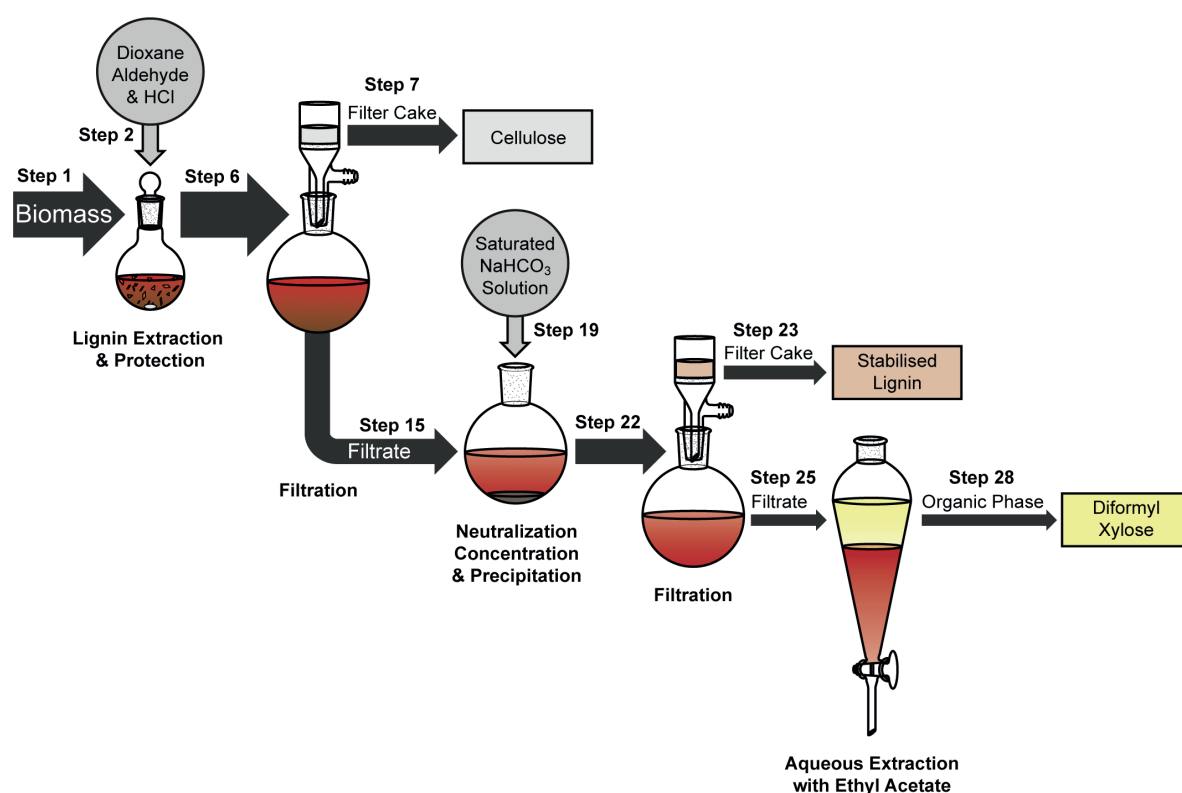 Dioxane
Aldehyde
& HCl
Step 2
Step 1
Biomass
Lignin Extraction
& Protection
Step 6
Step 7
Filter Cake
Cellulose
Filtration
Step 15
Filtrate
Saturated
NaHCO₃
Solution
Step 19
Neutralization
Concentration
& Precipitation
Step 22
Step 23
Filter Cake
Stabilised
Lignin
Filtration
Step 25
Filtrate
Step 28
Organic Phase
Diformyl
Xylose
Aqueous Extraction
with Ethyl Acetate